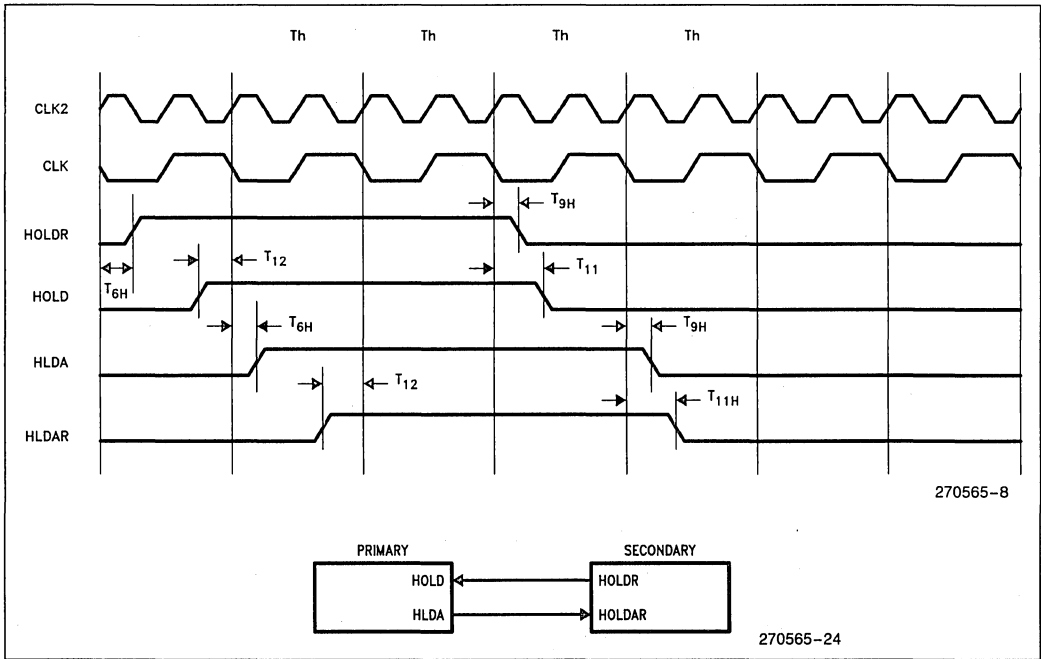 Th Th Th Th
CLK2
CLK
T9H
HOLDR
T12 T11
T6H
HOLD
T6H T9H
HLDA
T12 T11H
HLDAR
270565-8
PRIMARY SECONDARY
HOLD HOLDR
HLDA HOLDAR
270565-24